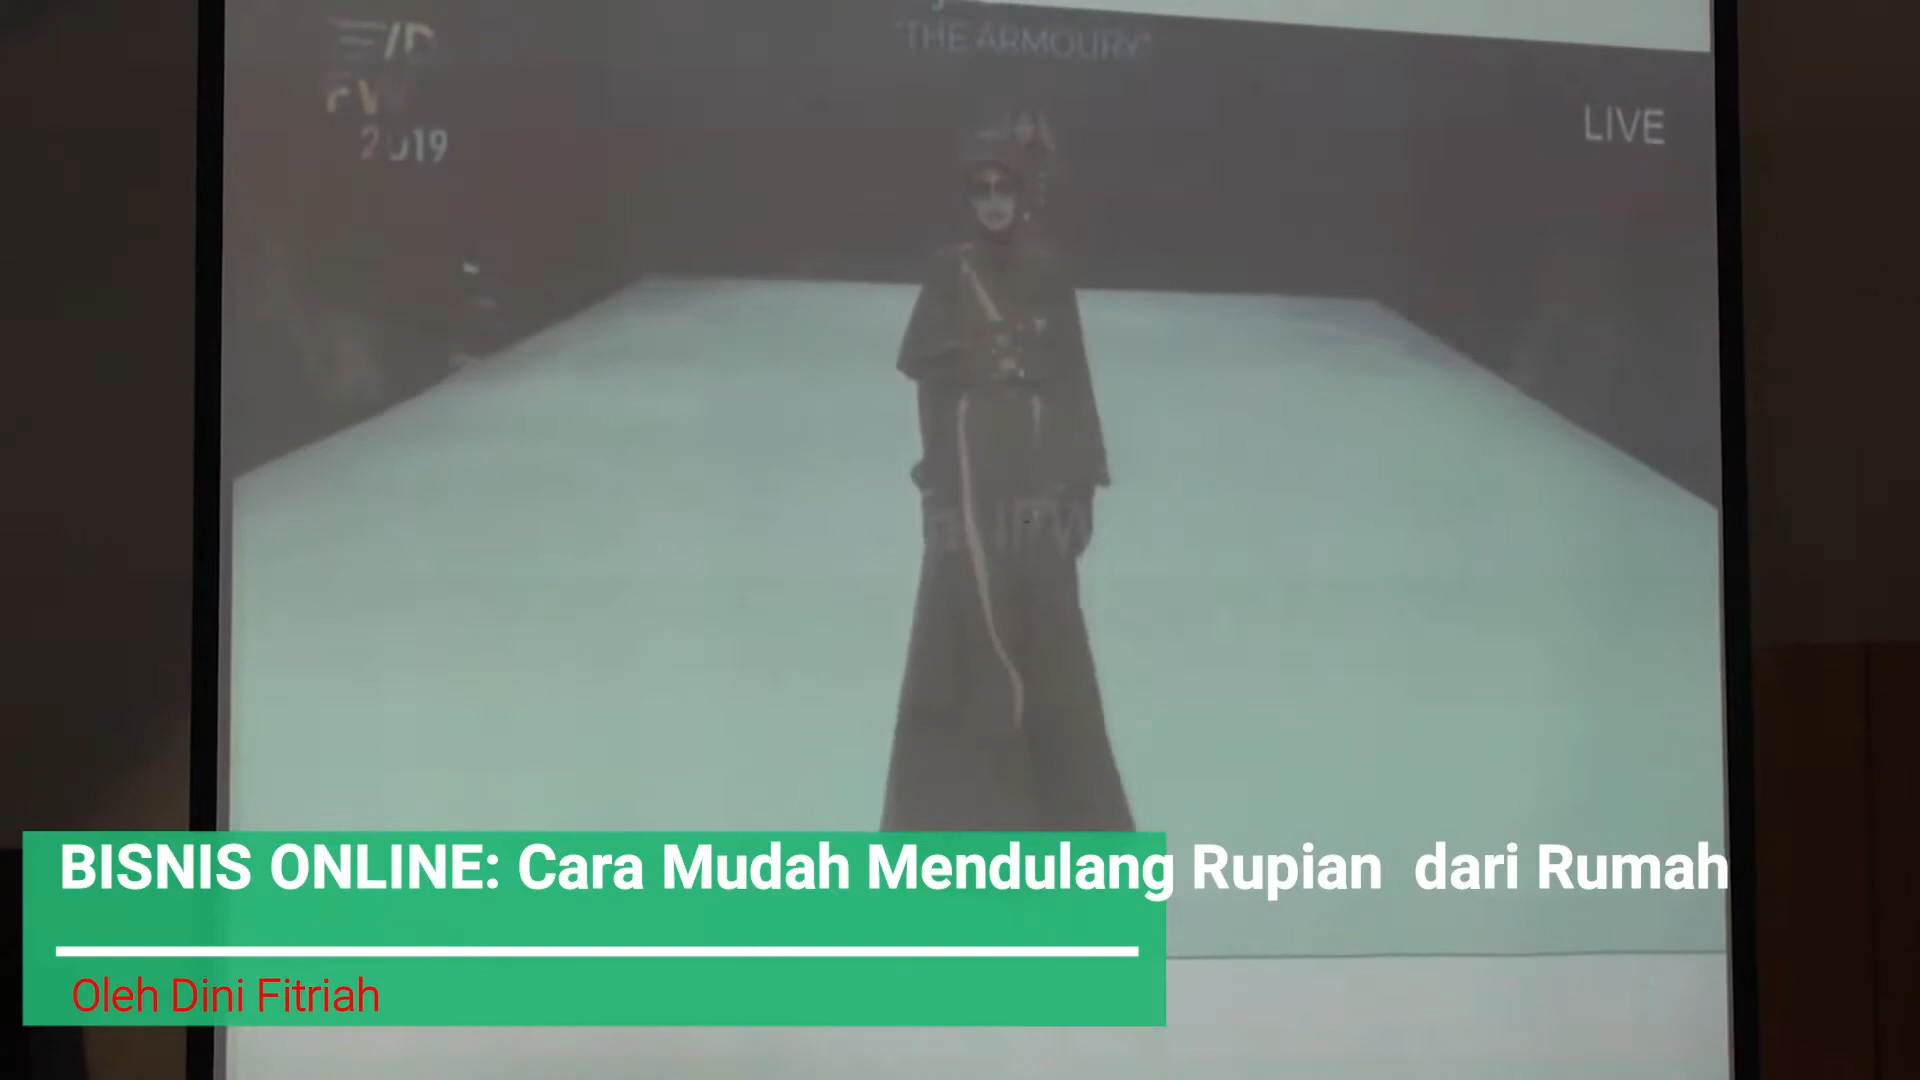 "THE ARMOURY"
2019
LIVE
BISNIS ONLINE: Cara Mudah Mendulang Rupian dari Rumah
Oleh Dini Fitriah